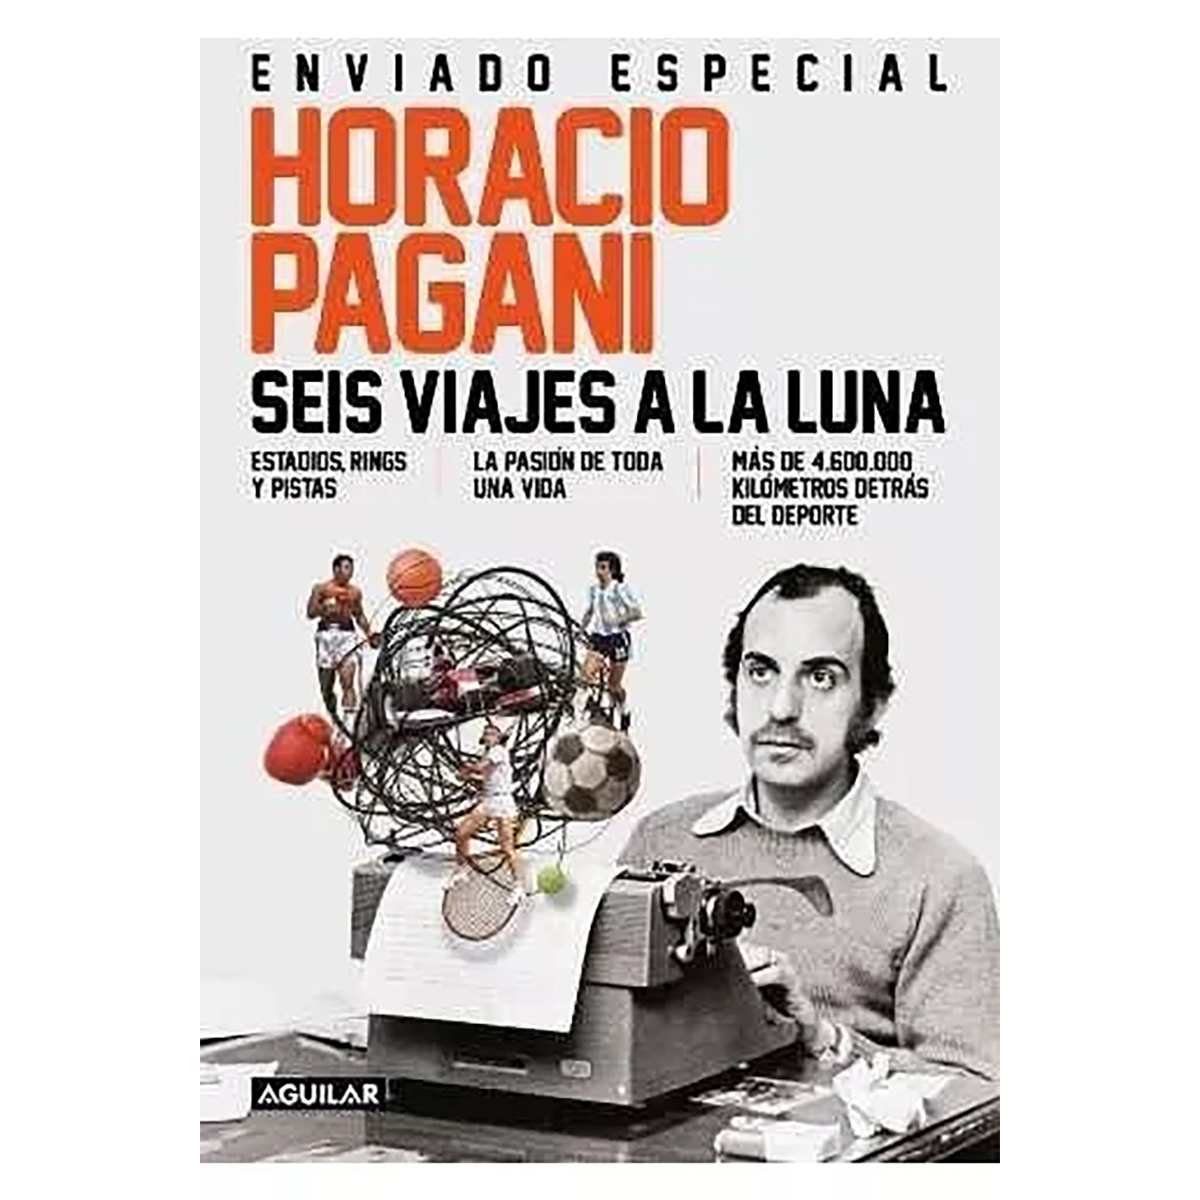 ENVIADO ESPECIAL
HORACIO
PAGANI
SEIS VIAJES A LA LUNA
ESTADIOS, RINGS
Y PISTAS
LA PASIÓN DE TODA
UNA VIDA
MÁS DE 4.600.000
KILÓMETROS DETRÁS
DEL DEPORTE
AGUILAR